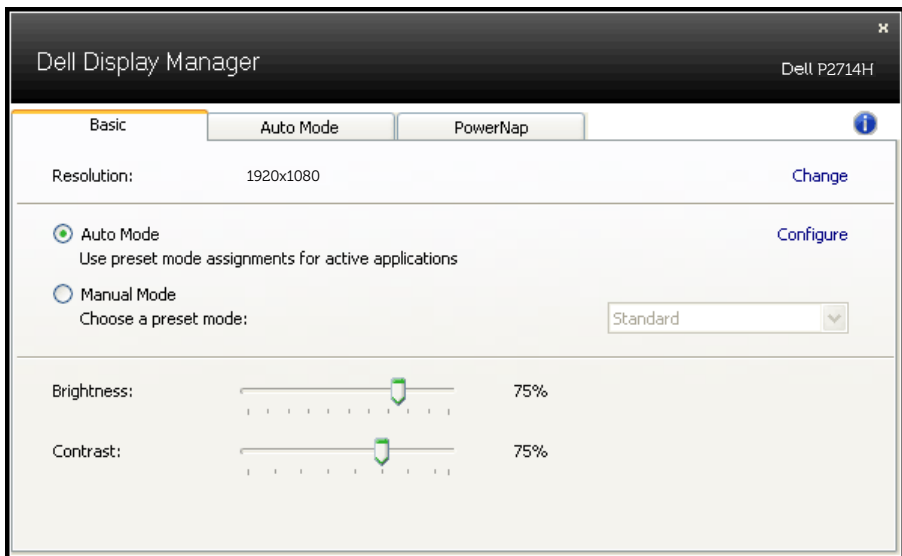 Dell Display Manager
Dell P2714H
Basic Auto Mode PowerNap
Resolution: 1920x1080 Change
Auto Mode Configure
Use preset mode assignments for active applications
Manual Mode
Choose a preset mode: Standard
Brightness: 75%
Contrast: 75%